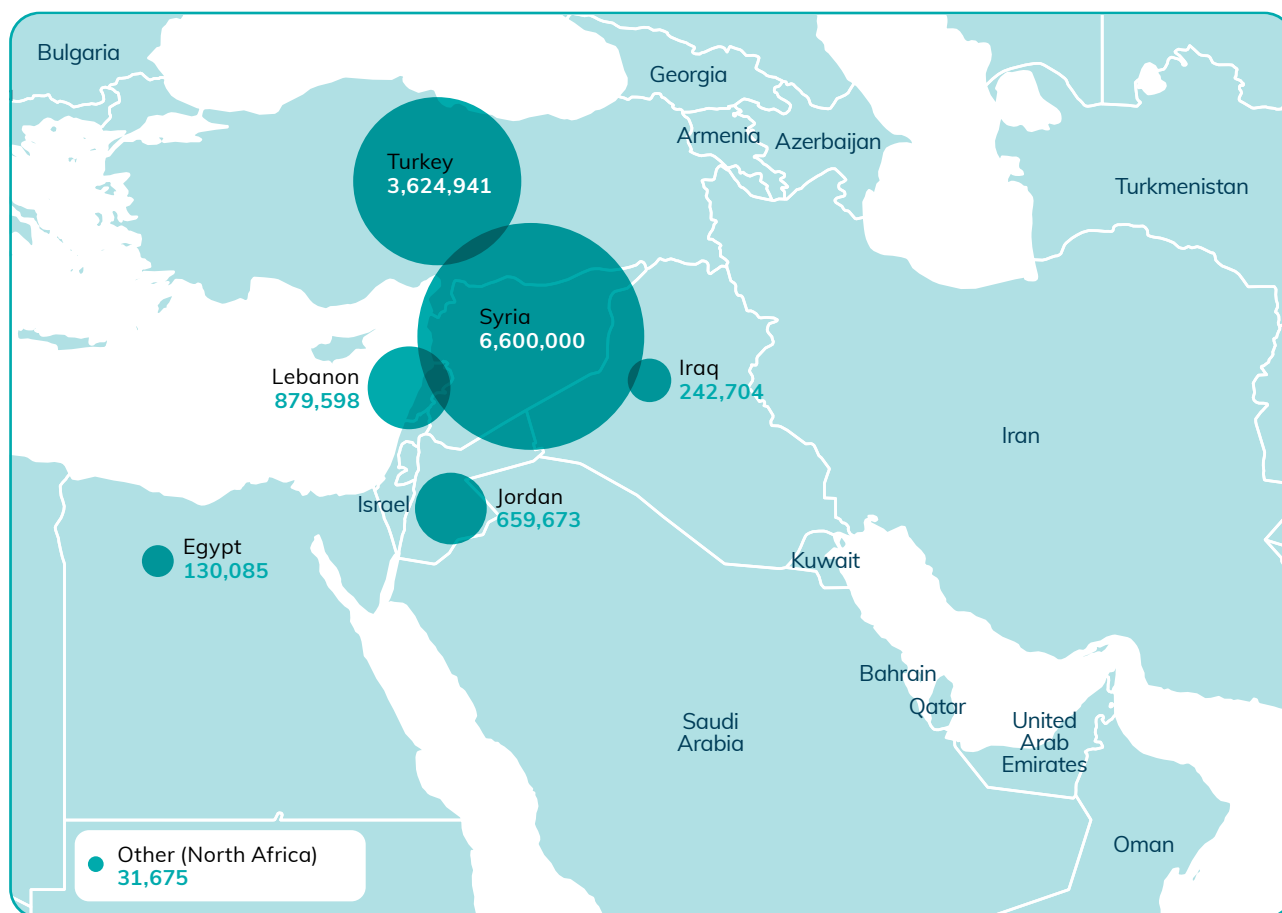 Bulgaria
Georgia
Armenia
Azerbaijan
Turkey
3,624,941
Turkmenistan
Syria
6,600,000
Lebanon
879,598
Iraq
242,704
Iran
Israel
Jordan
659,673
Egypt
130,085
Kuwait
Bahrain
Qatar
Saudi
Arabia
United
Arab
Emirates
Oman
Other (North Africa)
31,675